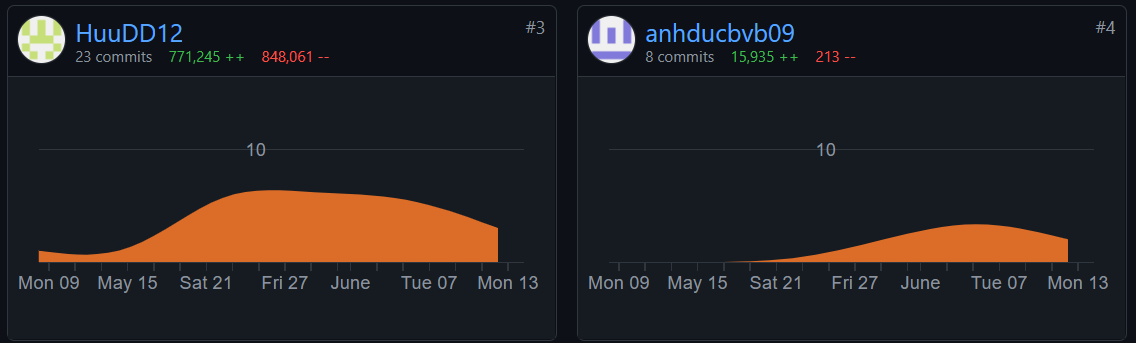 HuuDD12
#3
23 commits 771,245 ++ 848,061 --
10
Mon 09 May 15 Sat 21 Fri 27 June Tue 07 Mon 13
anhducbvb09
#4
8 commits 15,935 ++ 213 --
10
Mon 09 May 15 Sat 21 Fri 27 June Tue 07 Mon 13